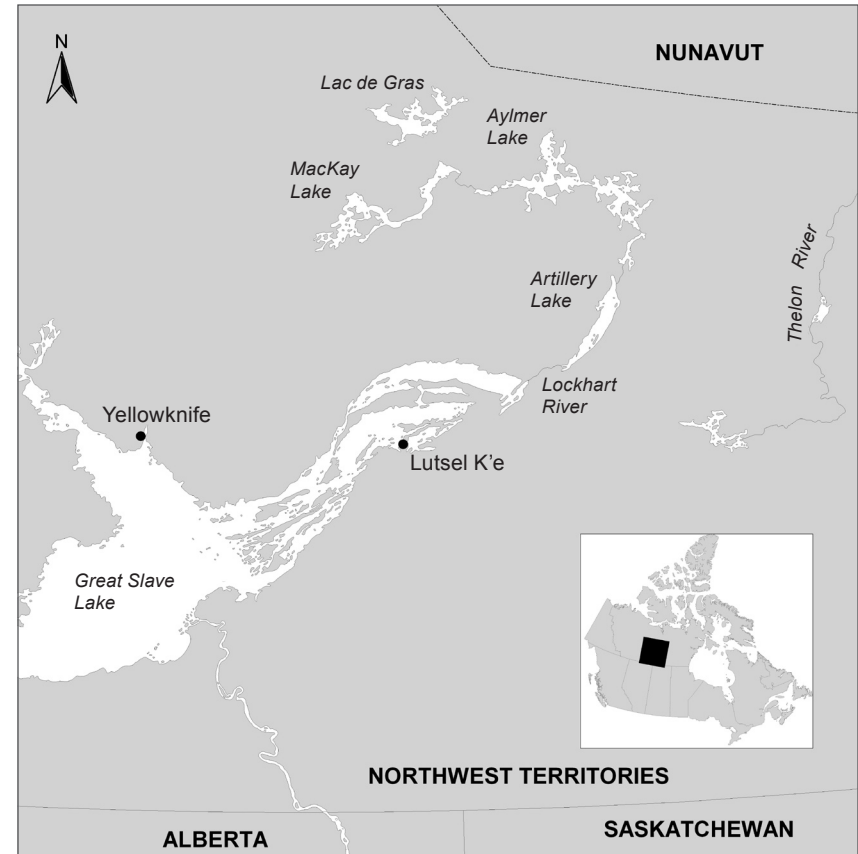 N
NUNAVUT
Lac de Gras
Aylmer
Lake
MacKay
Lake
Thelon River
Artillery
Lake
Lockhart
River
Yellowknife
Lutsel K'e
Great Slave
Lake
NORTHWEST TERRITORIES
ALBERTA
SASKATCHEWAN